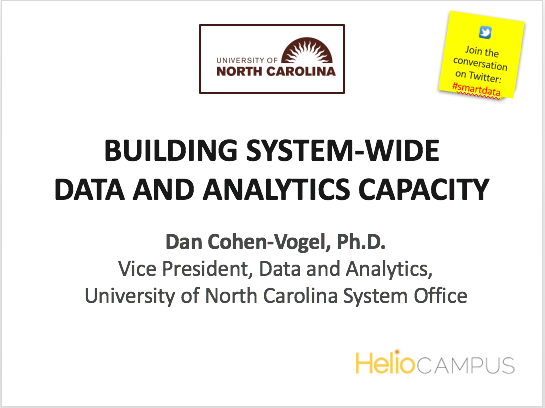 UNIVERSITY OF
NORTH CAROLINA
Join the
conversation
on Twitter:
#smartdata
BUILDING SYSTEM-WIDE
DATA AND ANALYTICS CAPACITY
Dan Cohen-Vogel, Ph.D.
Vice President, Data and Analytics,
University of North Carolina System Office
HelioCAMPUS